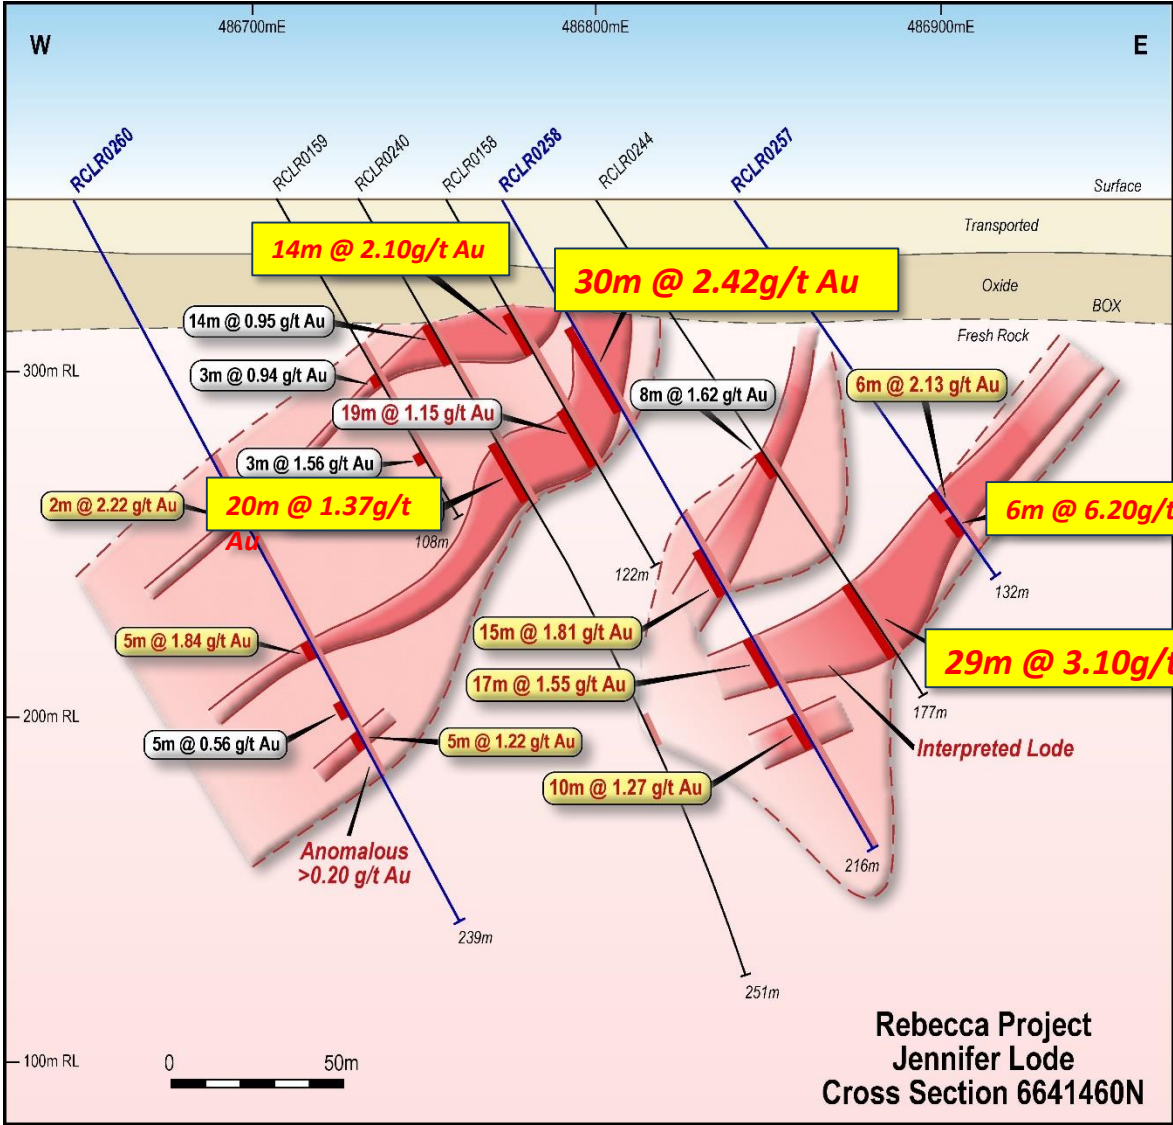 486700mE
486800mE
486900mE
W
E
RCLR0260
RCLR0159
RCLR0240
RCLR0158
RCLR0258
RCLR0244
RCLR0257
Surface
Transported
14m @ 2.10g/t Au
30m @ 2.42g/t Au
Oxide
BOX
14m @ 0.95 g/t Au
Fresh Rock
300m RL
3m @ 0.94 g/t Au
8m @ 1.62 g/t Au
6m @ 2.13 g/t Au
19m @ 1.15 g/t Au
3m @ 1.56 g/t Au
2m @ 2.22 g/t Au
20m @ 1.37g/t
Au
6m @ 6.20g/t
108m
122m
132m
15m @ 1.81 g/t Au
5m @ 1.84 g/t Au
29m @ 3.10g/t
17m @ 1.55 g/t Au
177m
200m RL
5m @ 0.56 g/t Au
5m @ 1.22 g/t Au
Interpreted Lode
10m @ 1.27 g/t Au
Anomalous
>0.20 g/t Au
216m
239m
251m
Rebecca Project
Jennifer Lode
Cross Section 6641460N
100m RL
0
50m